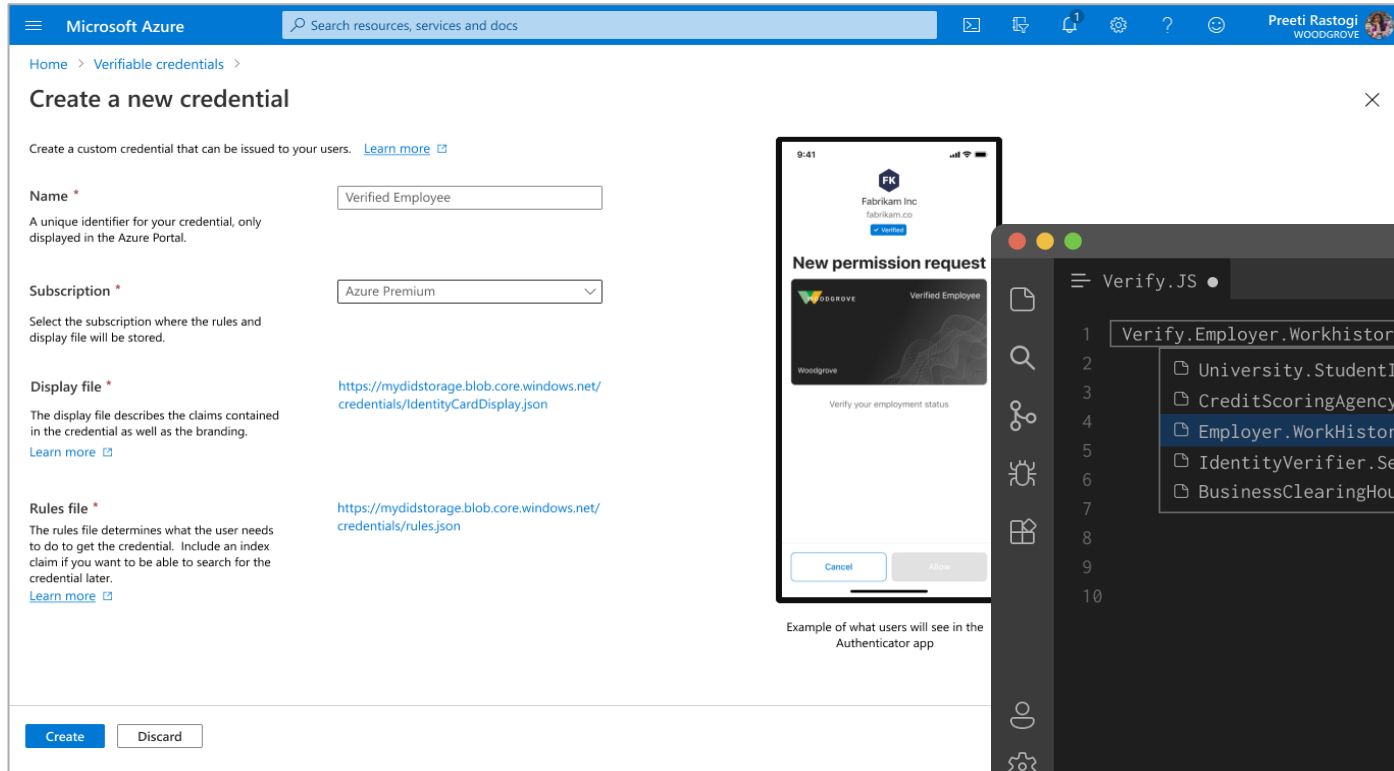 Microsoft Azure
Search resources, services and docs
1
Preeti Rastogi
WOODGROVE
Home > Verifiable credentials >
Create a new credential
Create a custom credential that can be issued to your users. Learn more
Name *
Verified Employee
A unique identifier for your credential, only
displayed in the Azure Portal.
Subscription *
Azure Premium
Select the subscription where the rules and
display file will be stored.
Display file *
https://mydidstorage.blob.core.windows.net/
credentials/IdentityCardDisplay.json
The display file describes the claims contained
in the credential as well as the branding.
Learn more
Rules file *
https://mydidstorage.blob.core.windows.net/
credentials/rules.json
The rules file determines what the user needs
to do to get the credential. Include an index
claim if you want to be able to search for the
credential later.
Learn more
Create
Discard
9:41
FK
Fabrikam Inc
fabrikam.co
Verified
New permission request
WOODGROVE
Verified Employee
Woodgrove
Verify your employment status
Cancel
Allow
Example of what users will see in the
Authenticator app
Verify.JS
1 Verify.Employer.Workhistor
2 University.StudentI
3 CreditScoringAgency
4 Employer.WorkHistor
5 IdentityVerifier.Se
6 BusinessClearingHou
7
8
9
10